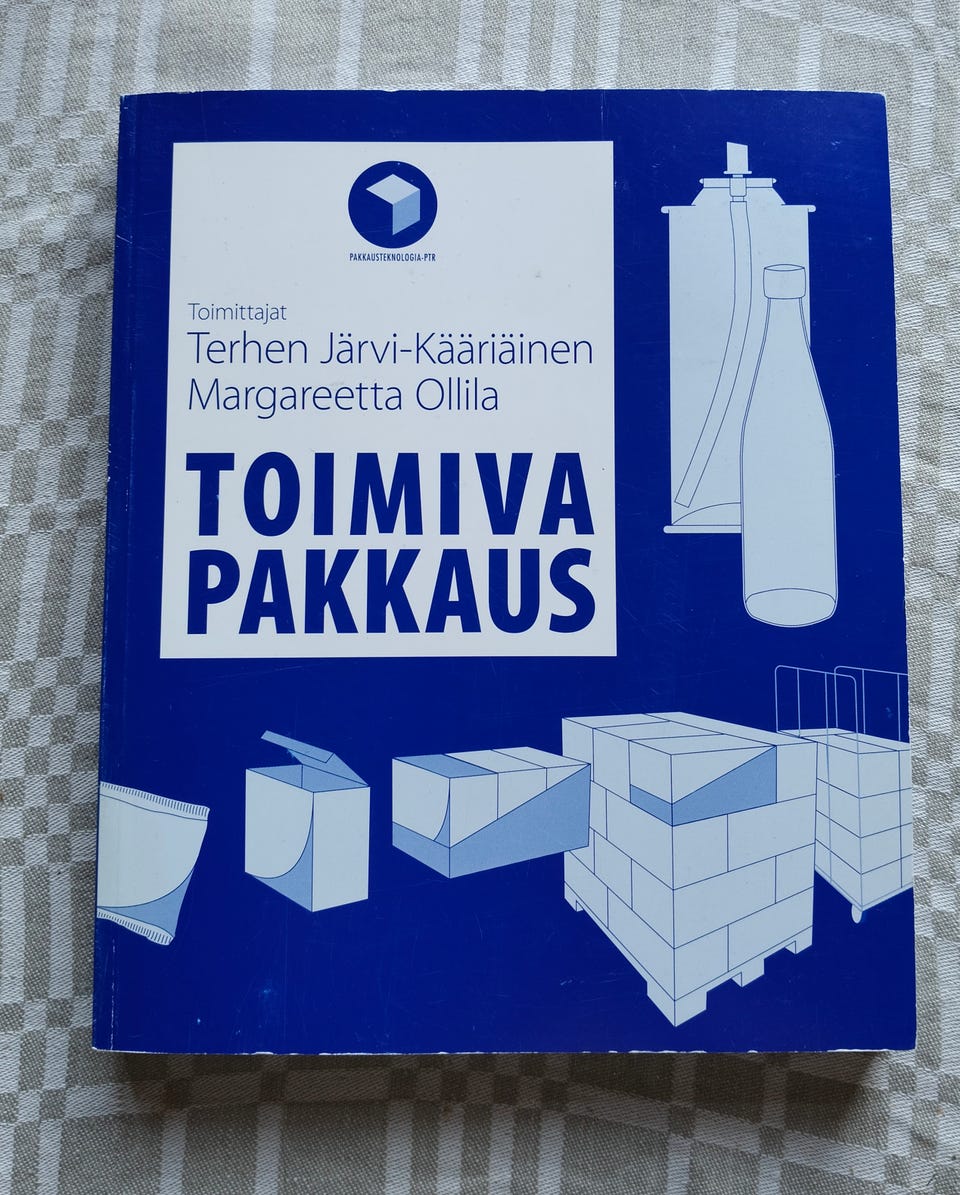 PAKKAUSTEKNOLOGIA-PTR
Toimittajat
Terhen Järvi-Kääriäinen
Margareetta Ollila
TOIMIVA
PAKKAUS